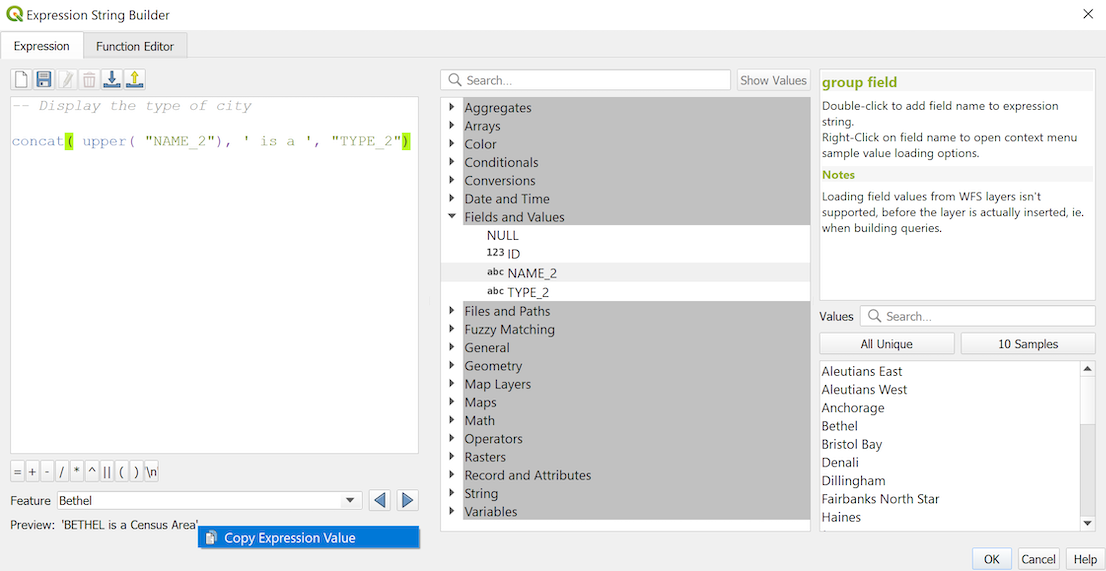 Expression String Builder
Expression
Function Editor
Search...
Show Values
-- Display the type of city
concat( upper( "NAME_2"), ' is a ', "TYPE_2")
= + - / * ^ || ( ) \n
Feature Bethel
Preview: 'BETHEL is a Census Area'
Copy Expression Value
Aggregates
Arrays
Color
Conditionals
Conversions
Date and Time
Fields and Values
NULL
123 ID
abc NAME_2
abc TYPE_2
Files and Paths
Fuzzy Matching
General
Geometry
Map Layers
Maps
Math
Operators
Rasters
Record and Attributes
String
Variables
group field
Double-click to add field name to expression
string.
Right-Click on field name to open context menu
sample value loading options.
Notes
Loading field values from WFS layers isn't
supported, before the layer is actually inserted, ie.
when building queries.
Values Search...
All Unique
10 Samples
Aleutians East
Aleutians West
Anchorage
Bethel
Bristol Bay
Denali
Dillingham
Fairbanks North Star
Haines
OK
Cancel
Help